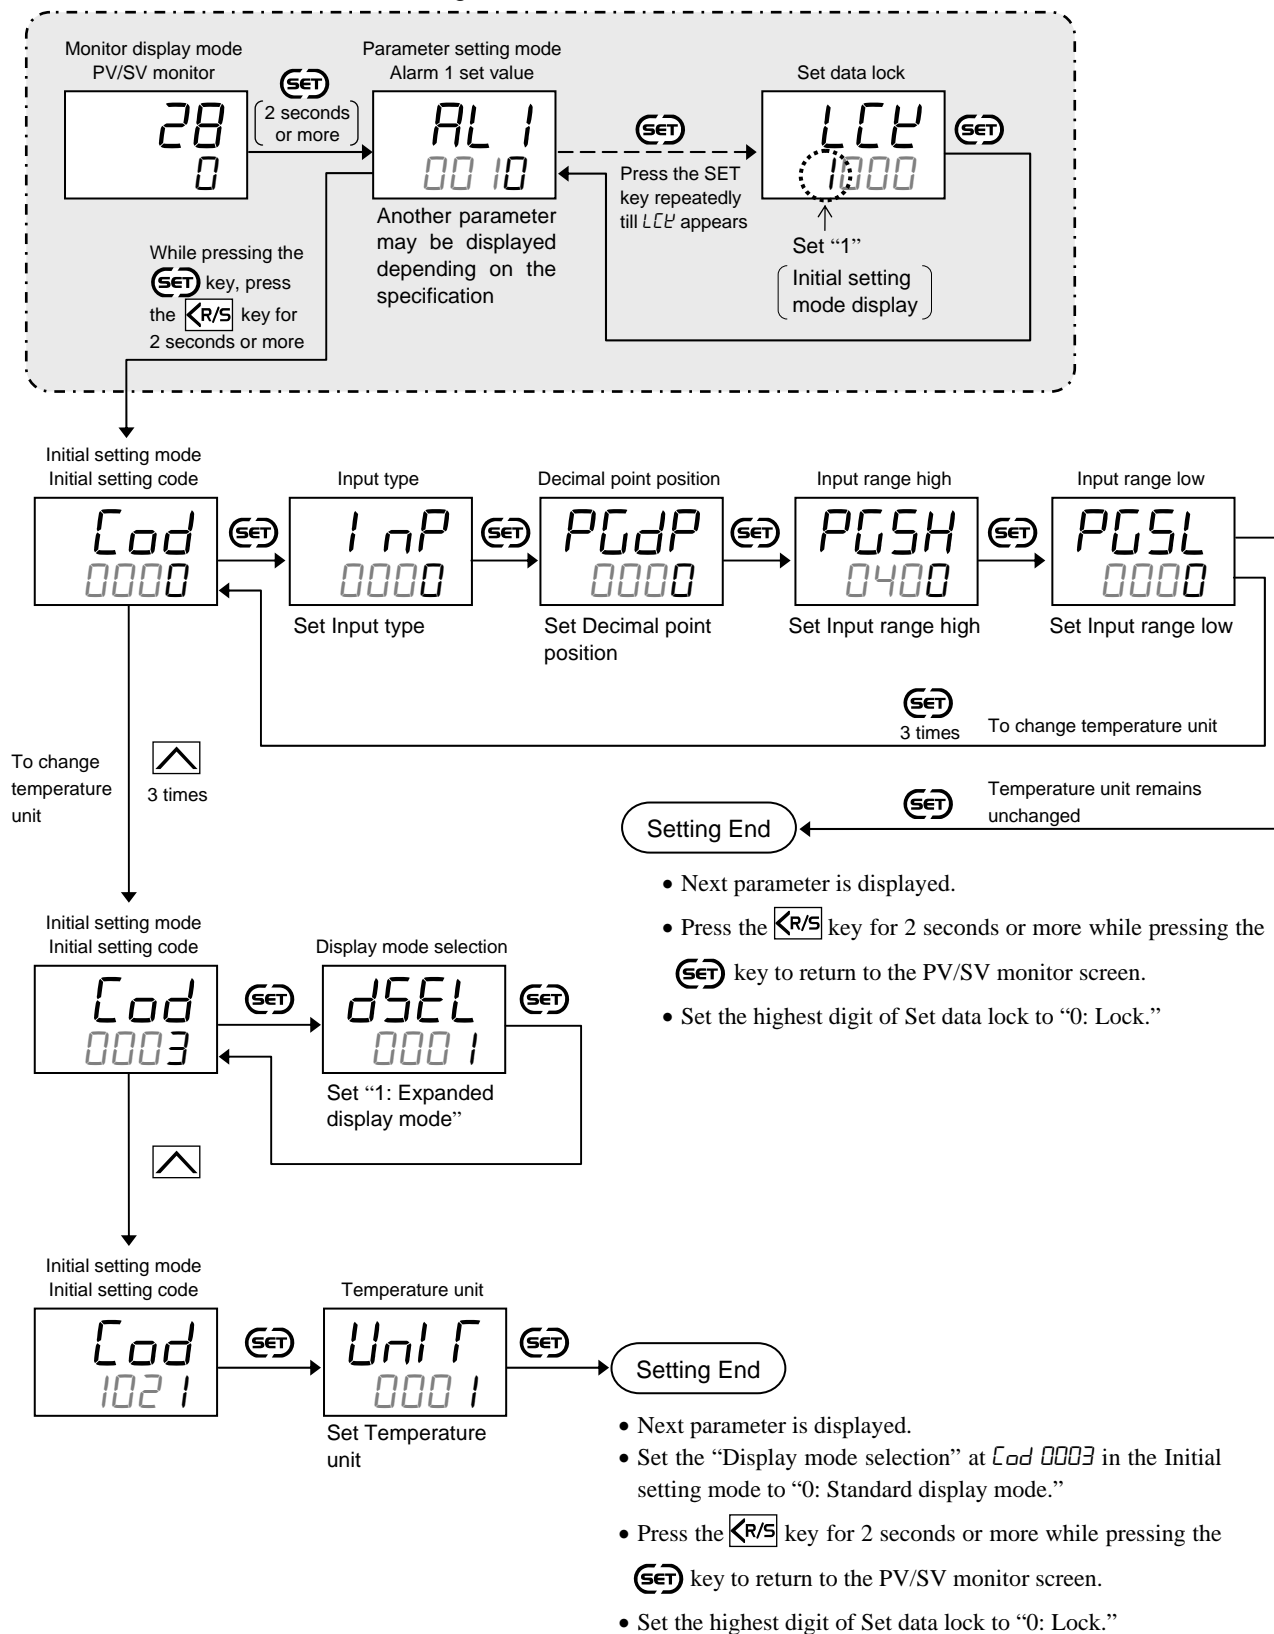 Monitor display mode
PV/SV monitor
28
0
SET
2 seconds
or more
Parameter setting mode
Alarm 1 set value
AL1
0010
Another parameter
may be displayed
depending on the
specification
SET
Press the SET
key repeatedly
till LCK appears
Set data lock
LCK
1000
SET
Set “1”
Initial setting
mode display
While pressing the
SET key, press
the <R/S key for
2 seconds or more
Initial setting mode
Initial setting code
Cod
0000
SET
Input type
InP
0000
Set Input type
SET
Decimal point position
PGdP
0000
Set Decimal point
position
SET
Input range high
PGSH
0400
Set Input range high
SET
Input range low
PGSL
0000
Set Input range low
SET
3 times
To change temperature unit
To change
temperature
unit
3 times
SET
Temperature unit remains
unchanged
Setting End
• Next parameter is displayed.
• Press the <R/S key for 2 seconds or more while pressing the
SET key to return to the PV/SV monitor screen.
• Set the highest digit of Set data lock to “0: Lock.”
Initial setting mode
Initial setting code
Cod
0003
SET
Display mode selection
dSEL
0001
Set “1: Expanded
display mode”
SET
Initial setting mode
Initial setting code
Cod
1021
SET
Temperature unit
UnIT
0001
Set Temperature
unit
SET
Setting End
• Next parameter is displayed.
• Set the “Display mode selection” at Cod 0003 in the Initial
setting mode to “0: Standard display mode.”
• Press the <R/S key for 2 seconds or more while pressing the
SET key to return to the PV/SV monitor screen.
• Set the highest digit of Set data lock to “0: Lock.”